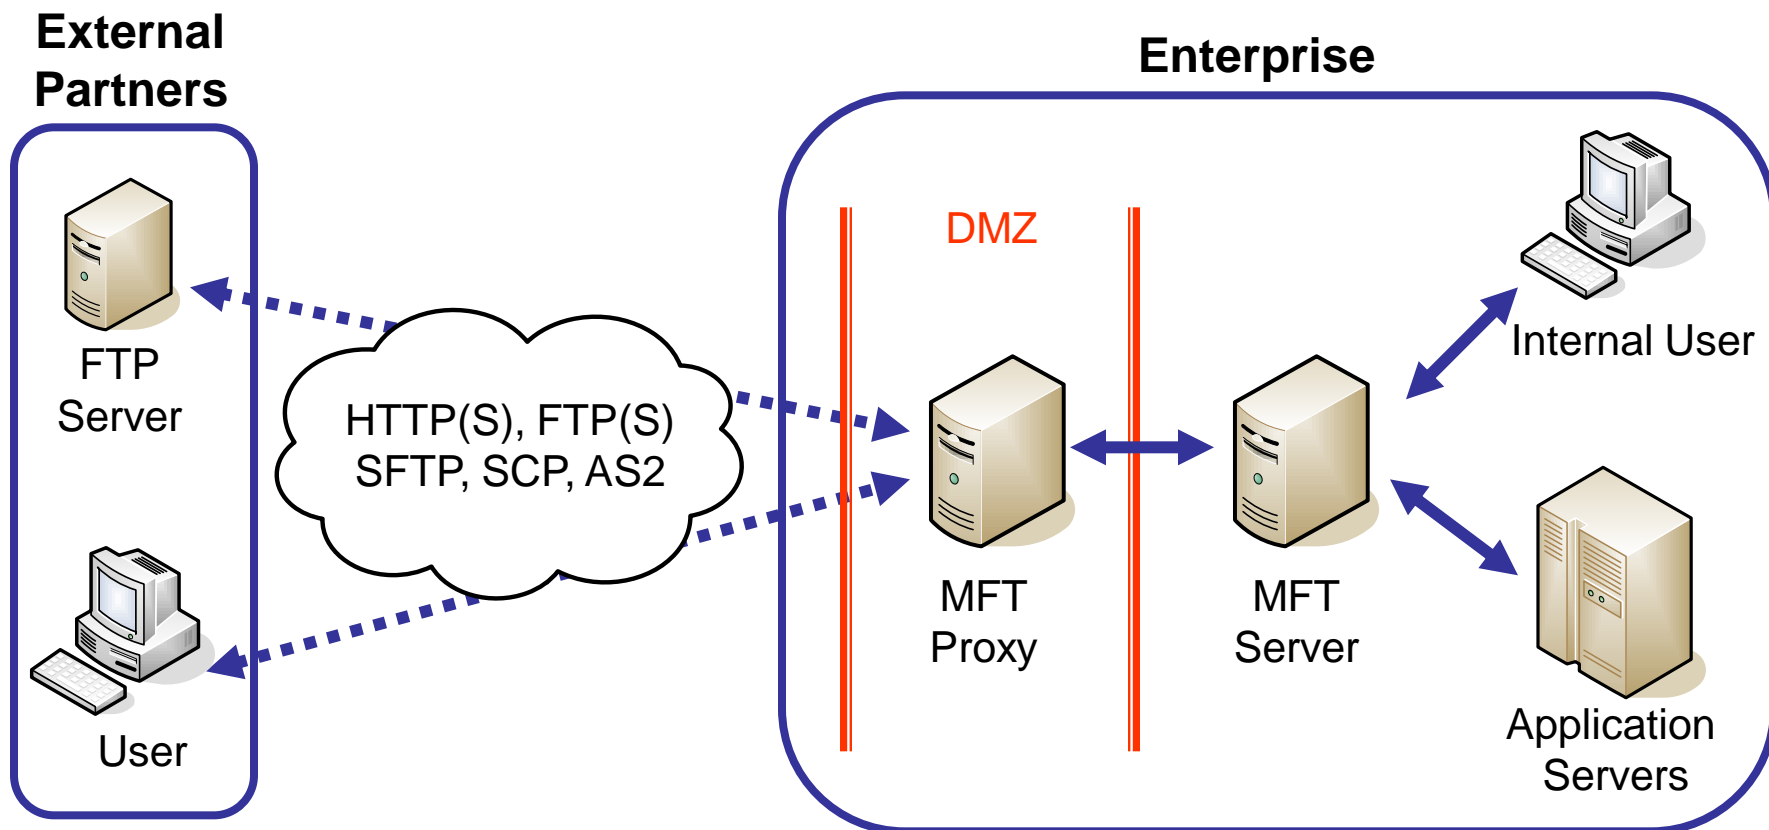 External
Partners
Enterprise
DMZ
FTP
Server
HTTP(S), FTP(S)
SFTP, SCP, AS2
User
MFT
Proxy
MFT
Server
Internal User
Application
Servers